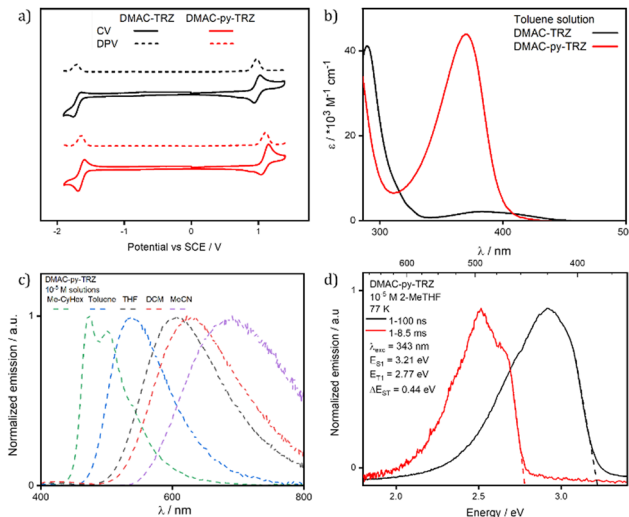 a)
DMAC-TRZ DMAC-py-TRZ
CV
DPV
-2 -1 0 1
Potential vs SCE / V
b)
Toluene solution
DMAC-TRZ
DMAC-py-TRZ
40
20
0
300 400 50
ε / *10³ M⁻¹ cm⁻¹
λ / nm
c)
DMAC-py-TRZ
10⁻⁵ M solutions
Me-CyHex Toluene THF DCM MeCN
1
0
400 600 800
Normalized emission / a.u.
λ / nm
d)
600 500 400
DMAC-py-TRZ
10⁻⁵ M 2-MeTHF
77 K
1-100 ns
1-8.5 ms
λexc = 343 nm
ES1 = 3.21 eV
ET1 = 2.77 eV
ΔEST = 0.44 eV
1
0
2.0 2.5 3.0
Normalized emission / a.u.
Energy / eV